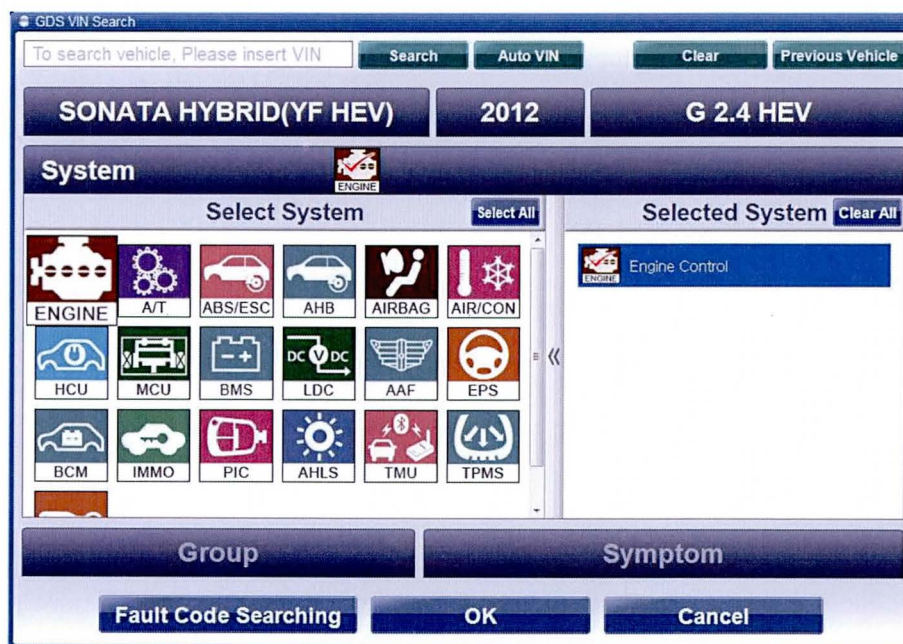 GDS VIN Search
To search vehicle, Please insert VIN Search Auto VIN Clear Previous Vehicle
SONATA HYBRID(YF HEV) 2012 G 2.4 HEV
System ENGINE
Select System Select All Selected System Clear All
ENGINE Engine Control
ENGINE A/T ABS/ESC AHB AIRBAG AIR/CON
DC V DC
HCU MCU BMS LDC AAF EPS
BCM IMMO PIC AHLS TMU TPMS
Group Symptom
Fault Code Searching OK Cancel